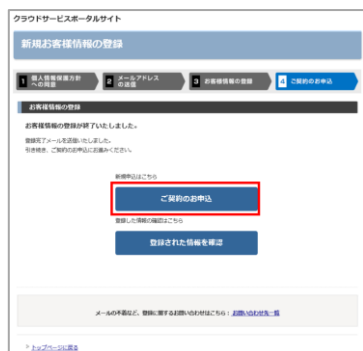 クラウドサービスポータルサイト
新規お客様情報の登録
1 個人情報保護方針への同意
2 メールアドレスの送信
3 お客様情報の登録
4 ご契約のお申込
お客様情報の登録
お客様情報の登録が終了いたしました。
登録完了メールを送信いたしました。
引き続き、ご契約のお申込にお進みください。
新規申込はこちら
ご契約のお申込
登録した情報の確認はこちら
登録された情報を確認
メールの不着など、登録に関するお問い合わせはこちら：お問い合わせ先一覧
> トップページに戻る